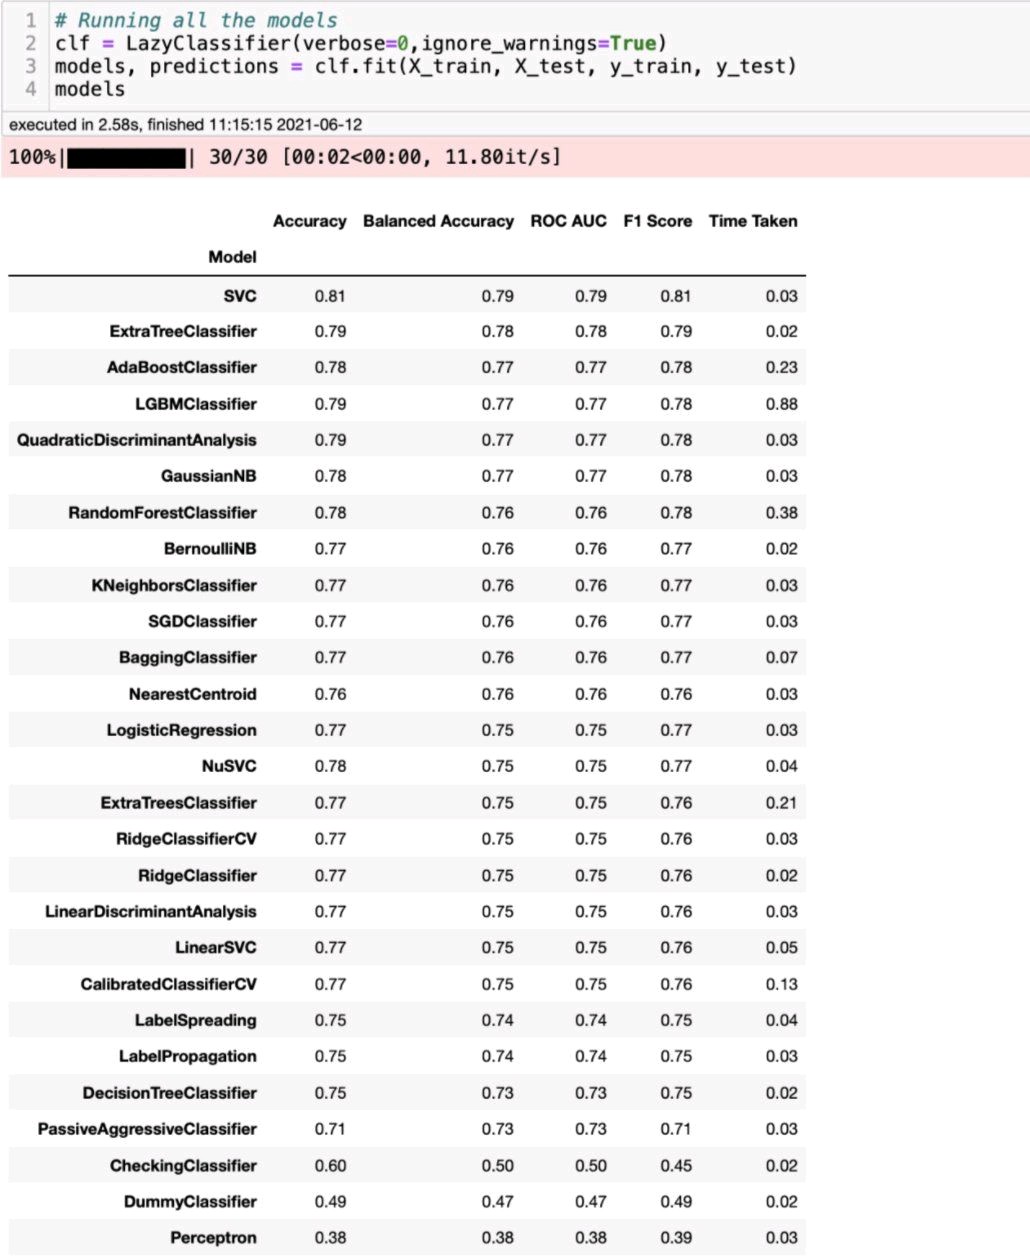 1 # Running all the models
2 clf = LazyClassifier(verbose=0,ignore_warnings=True)
3 models, predictions = clf.fit(X_train, X_test, y_train, y_test)
4 models
executed in 2.58s, finished 11:15:15 2021-06-12
100%| | 30/30 [00:02<00:00, 11.80it/s]
Accuracy Balanced Accuracy ROC AUC F1 Score Time Taken
Model
SVC 0.81 0.79 0.79 0.81 0.03
ExtraTreeClassifier 0.79 0.78 0.78 0.79 0.02
AdaBoostClassifier 0.78 0.77 0.77 0.78 0.23
LGBMClassifier 0.79 0.77 0.77 0.78 0.88
QuadraticDiscriminantAnalysis 0.79 0.77 0.77 0.78 0.03
GaussianNB 0.78 0.77 0.77 0.78 0.03
RandomForestClassifier 0.78 0.76 0.76 0.78 0.38
BernoulliNB 0.77 0.76 0.76 0.77 0.02
KNeighborsClassifier 0.77 0.76 0.76 0.77 0.03
SGDClassifier 0.77 0.76 0.76 0.77 0.03
BaggingClassifier 0.77 0.76 0.76 0.77 0.07
NearestCentroid 0.76 0.76 0.76 0.76 0.03
LogisticRegression 0.77 0.75 0.75 0.77 0.03
NuSVC 0.78 0.75 0.75 0.77 0.04
ExtraTreesClassifier 0.77 0.75 0.75 0.76 0.21
RidgeClassifierCV 0.77 0.75 0.75 0.76 0.03
RidgeClassifier 0.77 0.75 0.75 0.76 0.02
LinearDiscriminantAnalysis 0.77 0.75 0.75 0.76 0.03
LinearSVC 0.77 0.75 0.75 0.76 0.05
CalibratedClassifierCV 0.77 0.75 0.75 0.76 0.13
LabelSpreading 0.75 0.74 0.74 0.75 0.04
LabelPropagation 0.75 0.74 0.74 0.75 0.03
DecisionTreeClassifier 0.75 0.73 0.73 0.75 0.02
PassiveAggressiveClassifier 0.71 0.73 0.73 0.71 0.03
CheckingClassifier 0.60 0.50 0.50 0.45 0.02
DummyClassifier 0.49 0.47 0.47 0.49 0.02
Perceptron 0.38 0.38 0.38 0.39 0.03